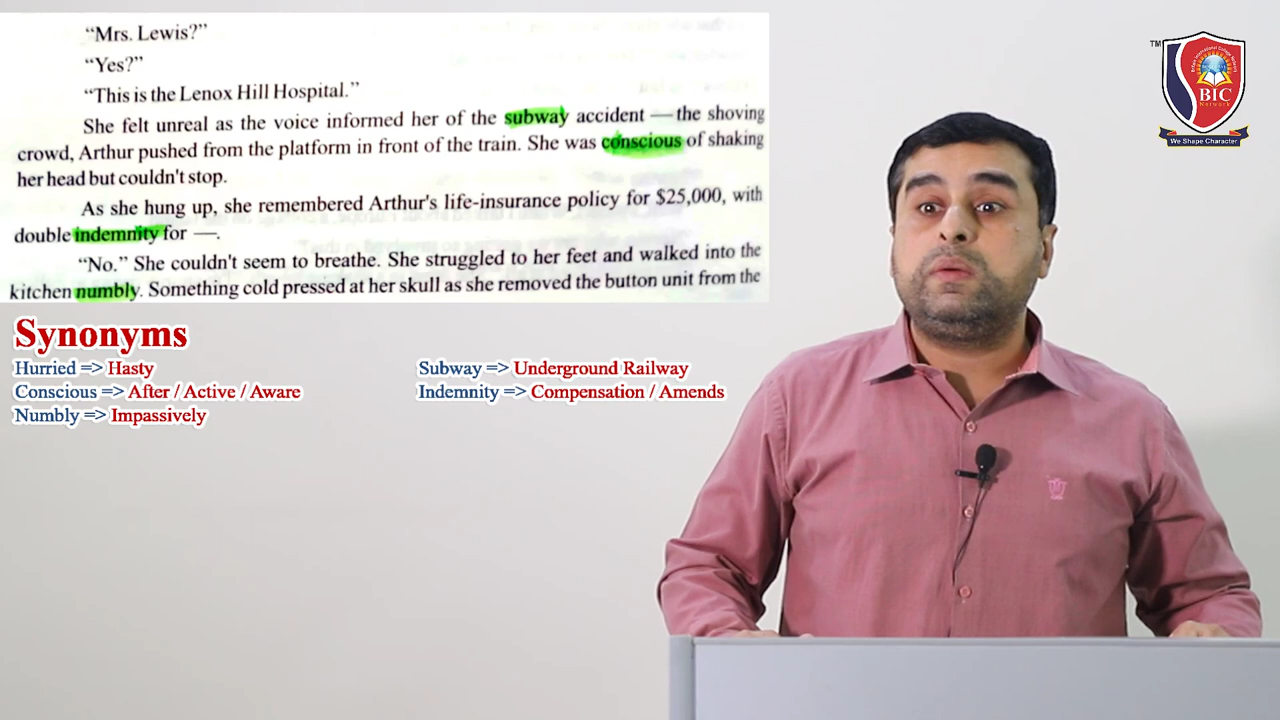 “Mrs. Lewis?”
“Yes?”
“This is the Lenox Hill Hospital.”
She felt unreal as the voice informed her of the subway accident — the shoving
crowd, Arthur pushed from the platform in front of the train. She was conscious of shaking
her head but couldn't stop.
As she hung up, she remembered Arthur's life-insurance policy for $25,000, with
double indemnity for —.
“No.” She couldn't seem to breathe. She struggled to her feet and walked into the
kitchen numbly. Something cold pressed at her skull as she removed the button unit from the
Synonyms
Hurried => Hasty
Subway => Underground Railway
Conscious => After / Active / Aware
Indemnity => Compensation / Amends
Numbly => Impassively
TM
BIC
Network
We Shape Character